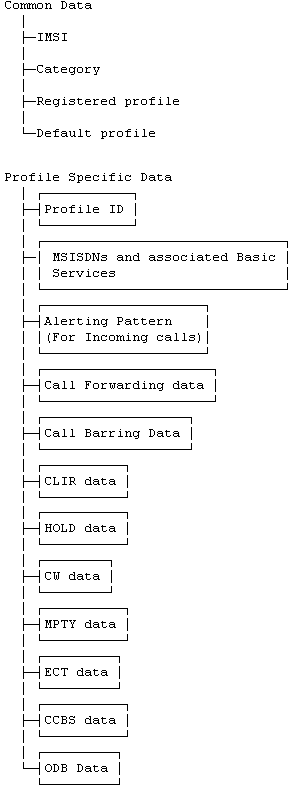 Common Data
IMSI
Category
Registered profile
Default profile
Profile Specific Data
Profile ID
MSISDNs and associated Basic
Services
Alerting Pattern
(For Incoming calls)
Call Forwarding data
Call Barring Data
CLIR data
HOLD data
CW data
MPTY data
ECT data
CCBS data
ODB Data